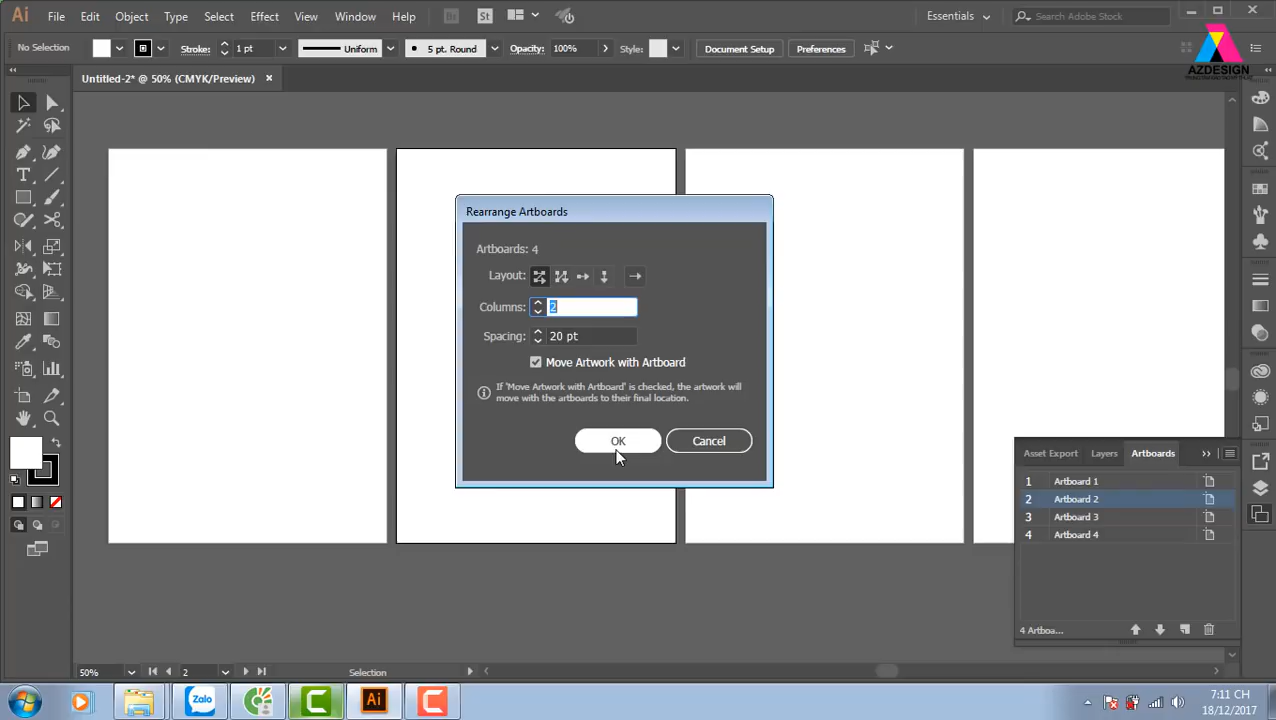 Ai File Edit Object Type Select Effect View Window Help Br St Essentials Search Adobe Stock
No Selection Stroke: 1 pt Uniform 5 pt. Round Opacity: 100% Style: Document Setup Preferences
AZDESIGN
Untitled-2* @ 50% (CMYK/Preview)
Rearrange Artboards
Artboards: 4
Layout:
Columns: 2
Spacing: 20 pt
Move Artwork with Artboard
If 'Move Artwork with Artboard' is checked, the artwork will
move with the artboards to their final location.
OK Cancel
Asset Export Layers Artboards
1 Artboard 1
2 Artboard 2
3 Artboard 3
4 Artboard 4
4 Artboa...
50% 2 Selection
Zalo C Ai C
7:11 CH
18/12/2017